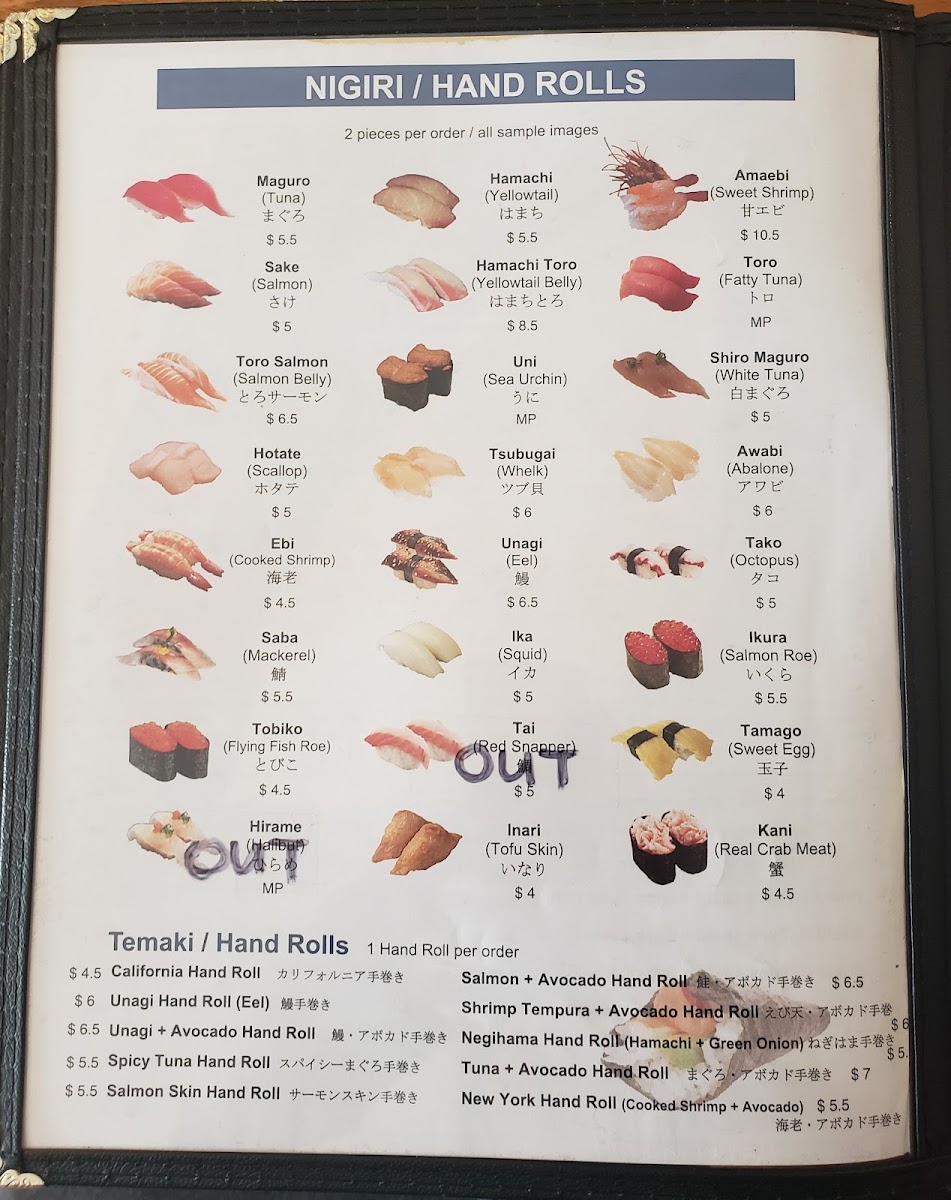 NIGIRI / HAND ROLLS
2 pieces per order / all sample images
Maguro
(Tuna)
まぐろ
$ 5.5
Hamachi
(Yellowtail)
はまち
$ 5.5
Amaebi
(Sweet Shrimp)
甘エビ
$ 10.5
Sake
(Salmon)
さけ
$ 5
Hamachi Toro
(Yellowtail Belly)
はまちとろ
$ 8.5
Toro
(Fatty Tuna)
トロ
MP
Toro Salmon
(Salmon Belly)
とろサーモン
$ 6.5
Uni
(Sea Urchin)
うに
MP
Shiro Maguro
(White Tuna)
白まぐろ
$ 5
Hotate
(Scallop)
ホタテ
$ 5
Tsubugai
(Whelk)
ツブ貝
$ 6
Awabi
(Abalone)
アワビ
$ 6
Ebi
(Cooked Shrimp)
海老
$ 4.5
Unagi
(Eel)
鰻
$ 6.5
Tako
(Octopus)
タコ
$ 5
Saba
(Mackerel)
鯖
$ 5.5
Ika
(Squid)
イカ
$ 5
Ikura
(Salmon Roe)
いくら
$ 5.5
Tobiko
(Flying Fish Roe)
とびこ
$ 4.5
Tai
(Red Snapper)
鯛
OUT
$ 5
Tamago
(Sweet Egg)
玉子
$ 4
Hirame
(Halibut)
ひらめ
OUT
MP
Inari
(Tofu Skin)
いなり
$ 4
Kani
(Real Crab Meat)
蟹
$ 4.5
Temaki / Hand Rolls 1 Hand Roll per order
$ 4.5 California Hand Roll カリフォルニア手巻き
$ 6 Unagi Hand Roll (Eel) 鰻手巻き
$ 6.5 Unagi + Avocado Hand Roll 鰻・アボカド手巻き
$ 5.5 Spicy Tuna Hand Roll スパイシーまぐろ手巻き
$ 5.5 Salmon Skin Hand Roll サーモンスキン手巻き
Salmon + Avocado Hand Roll 鮭・アボカド手巻き $ 6.5
Shrimp Tempura + Avocado Hand Roll えび天・アボカド手巻
$ 6
Negihama Hand Roll (Hamachi + Green Onion) ねぎはま手巻き
$ 5.
Tuna + Avocado Hand Roll まぐろ・アボカド手巻き $ 7
New York Hand Roll (Cooked Shrimp + Avocado) $ 5.5
海老・アボカド手巻き